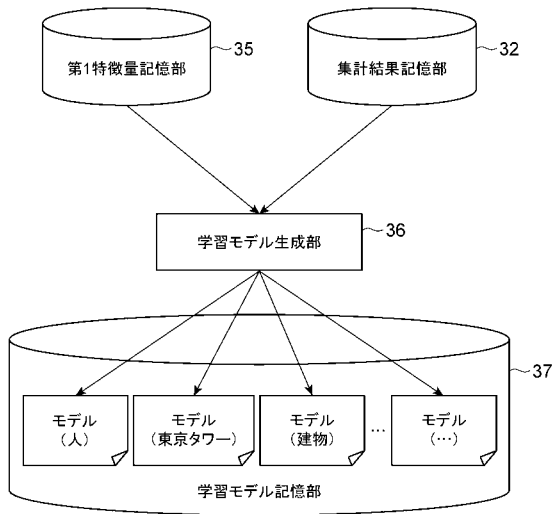 第1特徴量記憶部
35
集計結果記憶部
32
学習モデル生成部
36
37
モデル
(人)
モデル
(東京タワー)
モデル
(建物)
…
モデル
(…)
学習モデル記憶部